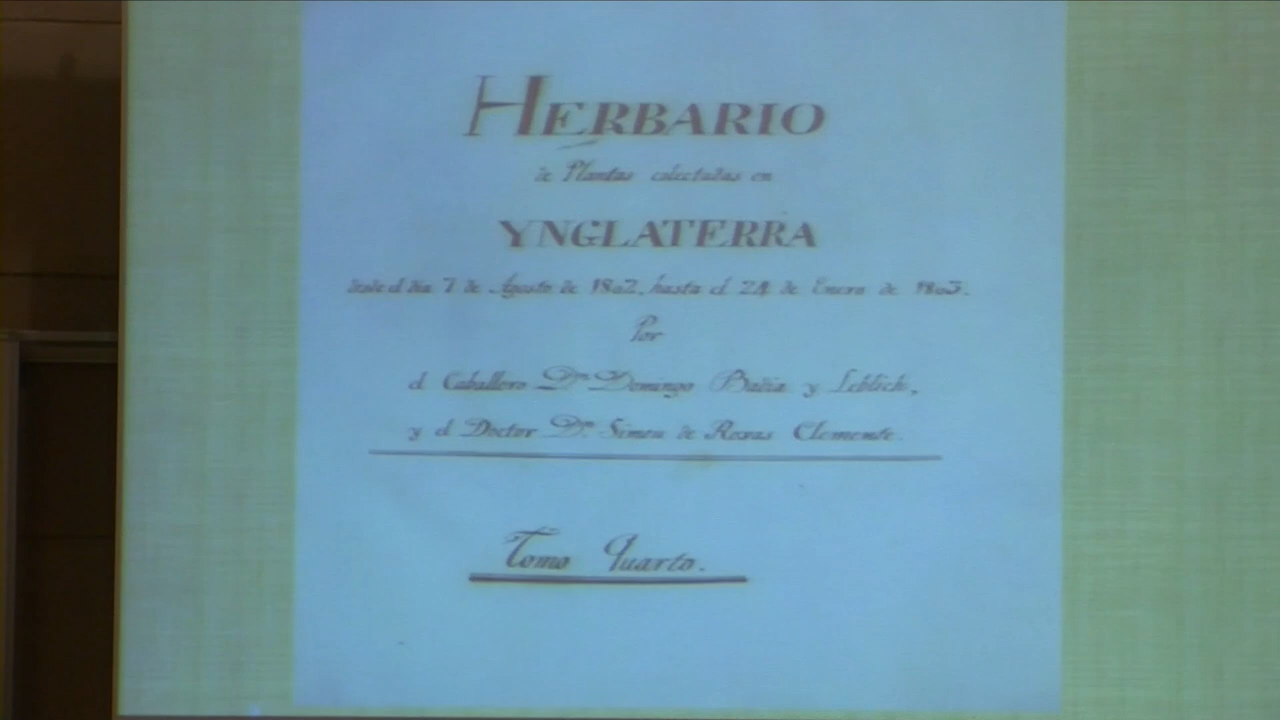 HERBARIO
de Plantas colectadas en
YNGLATERRA
desde el dia 7 de Agosto de 1802, hasta el 24 de Enero de 1803.
Por
el Caballero Dn. Domingo Badia y Leblich,
y el Doctor Dn. Simon de Roxas Clemente.
Tomo Quarto.